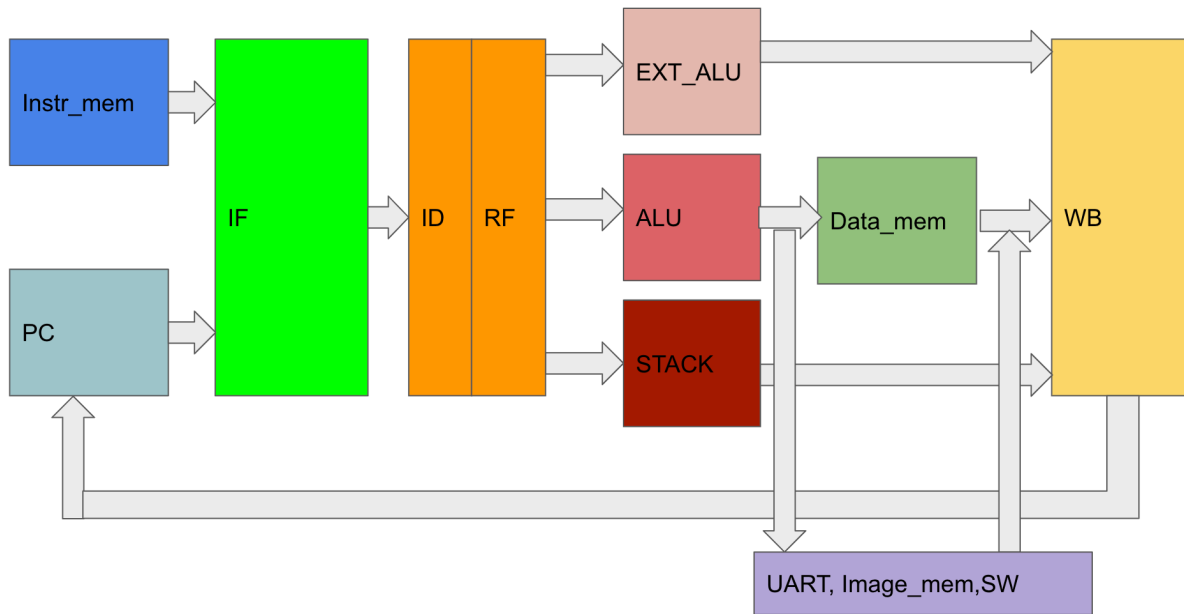 Instr_mem
PC
IF
ID
RF
EXT_ALU
ALU
STACK
Data_mem
WB
UART, Image_mem,SW